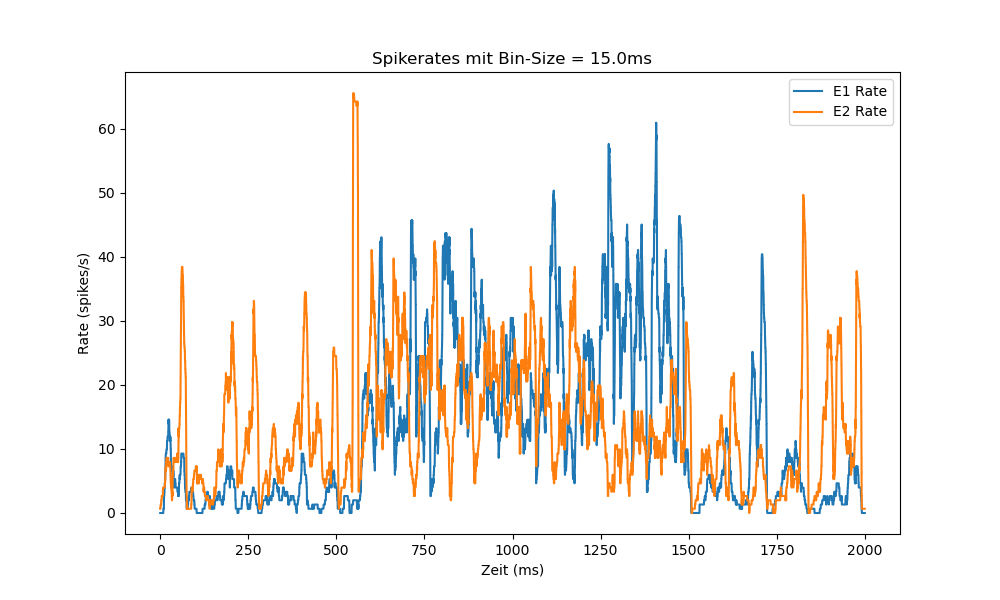 Spikerates mit Bin-Size = 15.0ms
E1 Rate
E2 Rate
60
50
40
30
20
10
0
Rate (spikes/s)
0 250 500 750 1000 1250 1500 1750 2000
Zeit (ms)